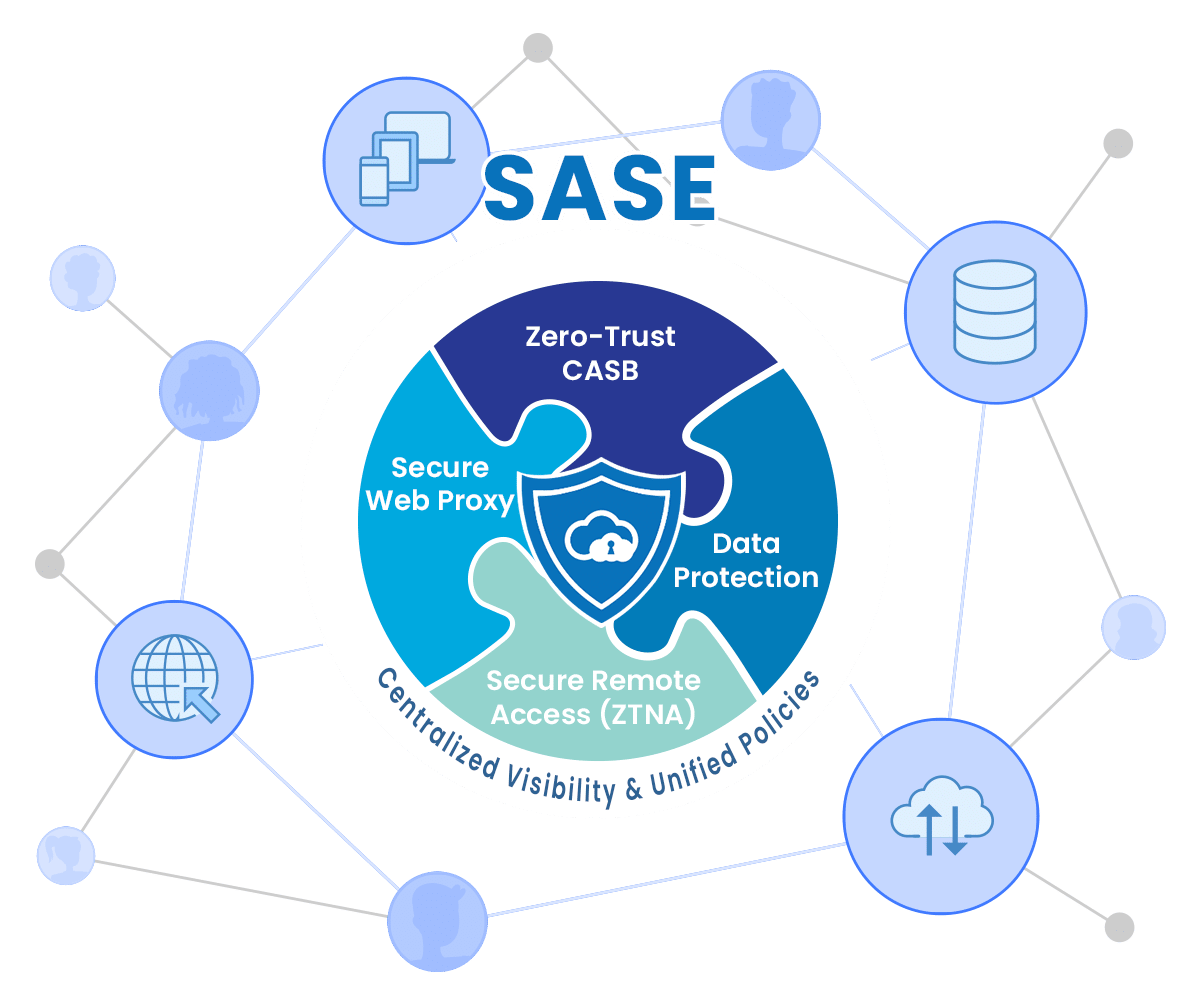 SASE
Zero-Trust
CASB
Secure
Web Proxy
Data
Protection
Secure Remote
Access (ZTNA)
Centralized Visibility & Unified Policies